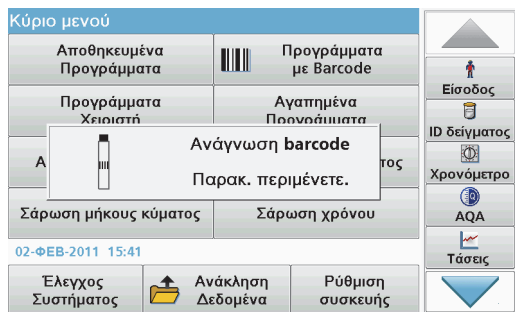 Κύριο μενού
Αποθηκευμένα
Προγράμματα
Προγράμματα
με Barcode
Προγράμματα
Χειριστή
Αγαπημένα
Προγράμματα
Ανάγνωση barcode
Παρακ. περιμένετε.
Σάρωση μήκους κύματος
Σάρωση χρόνου
02-ΦΕΒ-2011 15:41
Έλεγχος
Συστήματος
Ανάκληση
Δεδομένα
Ρύθμιση
συσκευής
Είσοδος
ID δείγματος
Χρονόμετρο
AQA
Τάσεις